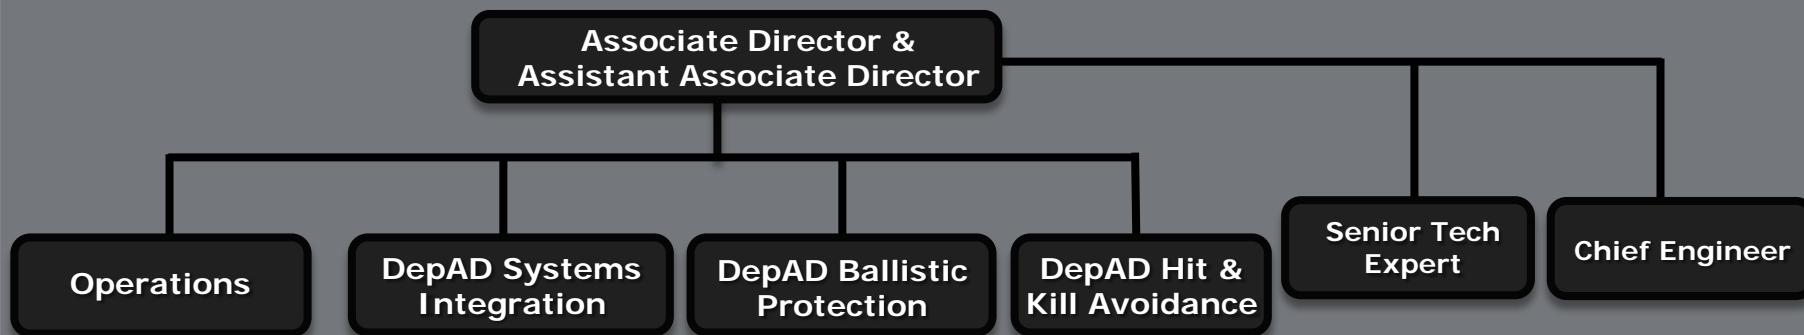 Associate Director &
Assistant Associate Director
Operations
DepAD Systems
Integration
DepAD Ballistic
Protection
DepAD Hit &
Kill Avoidance
Senior Tech
Expert
Chief Engineer